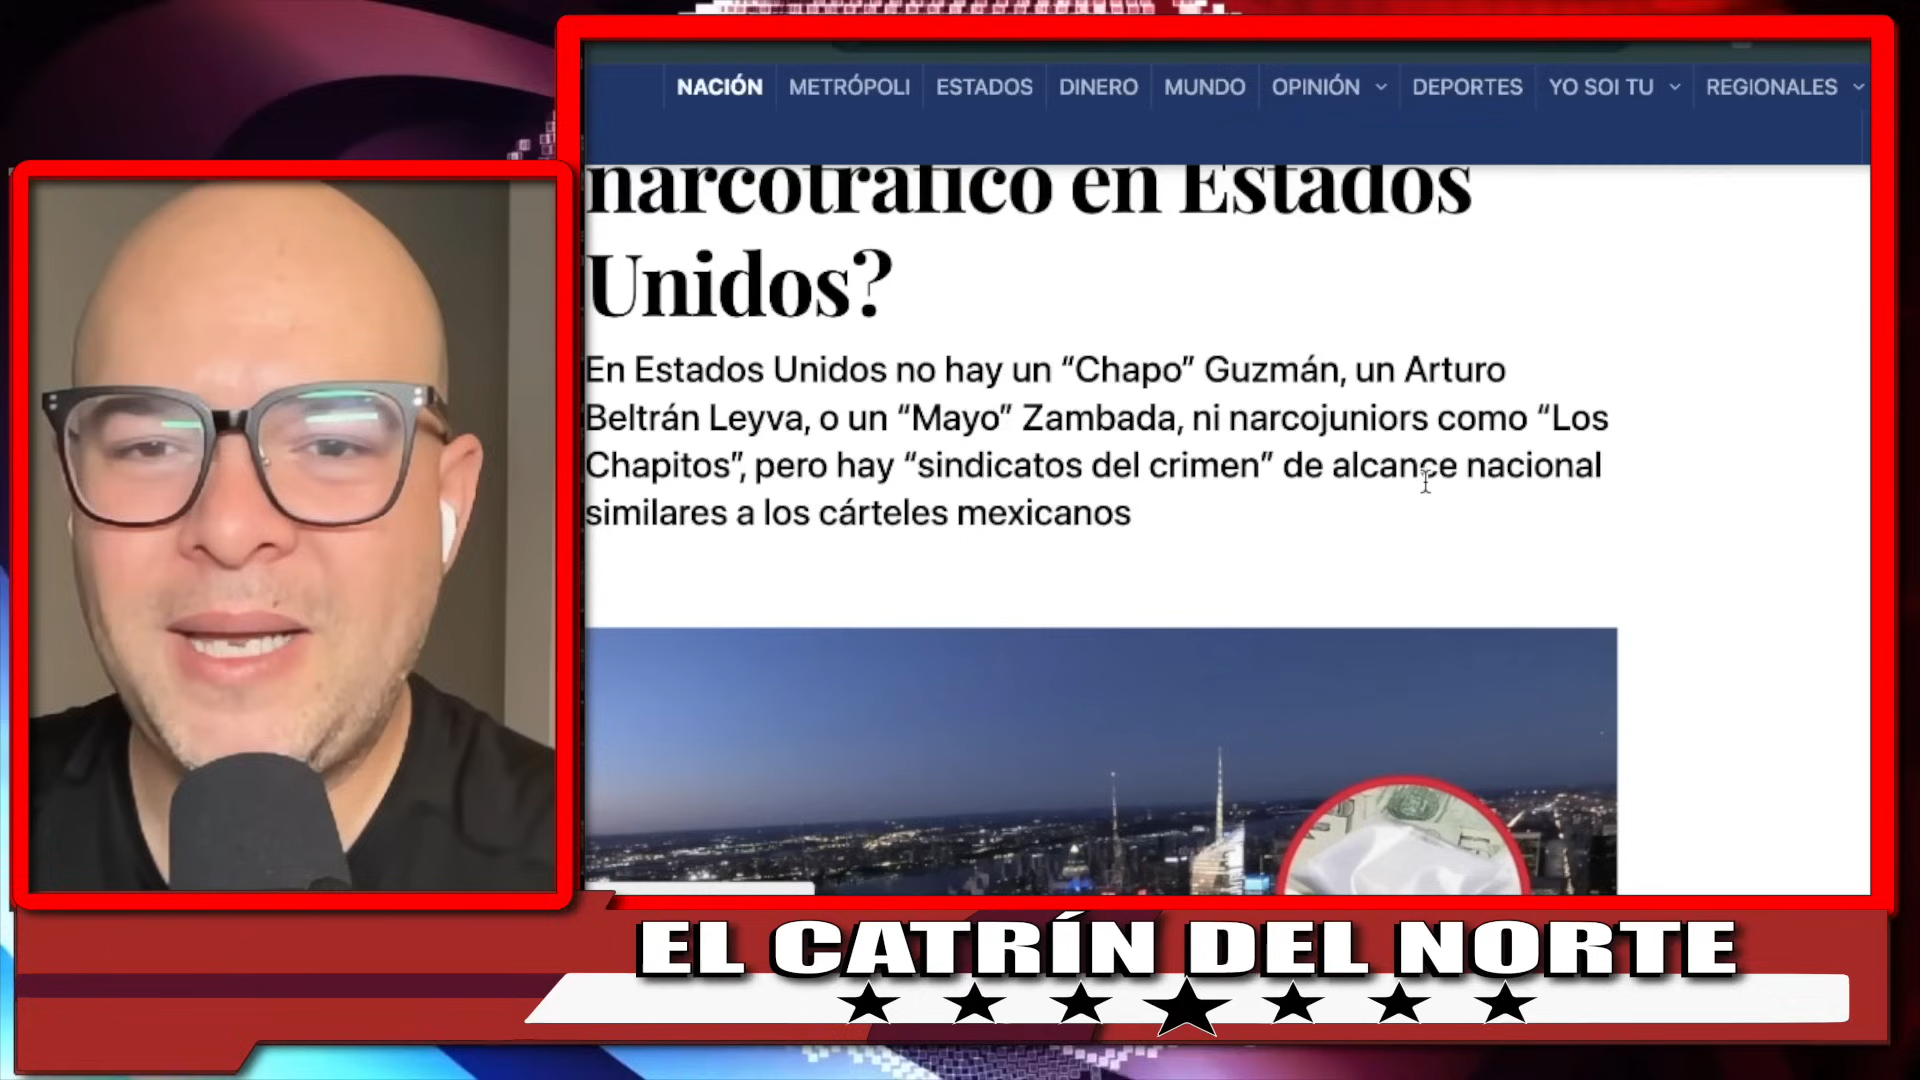 NACIÓN METRÓPOLI ESTADOS DINERO MUNDO OPINIÓN DEPORTES YO SOI TU REGIONALES
narcotráfico en Estados
Unidos?
En Estados Unidos no hay un “Chapo” Guzmán, un Arturo
Beltrán Leyva, o un “Mayo” Zambada, ni narcojuniors como “Los
Chapitos”, pero hay “sindicatos del crimen” de alcance nacional
similares a los cárteles mexicanos
EL CATRÍN DEL NORTE